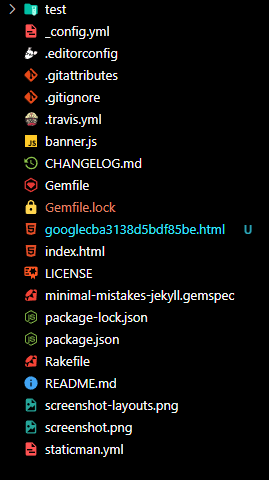 test
_config.yml
.editorconfig
.gitattributes
.gitignore
.travis.yml
banner.js
CHANGELOG.md
Gemfile
Gemfile.lock
googlecba3138d5bdf85be.html U
index.html
LICENSE
minimal-mistakes-jekyll.gemspec
package-lock.json
package.json
Rakefile
README.md
screenshot-layouts.png
screenshot.png
staticman.yml